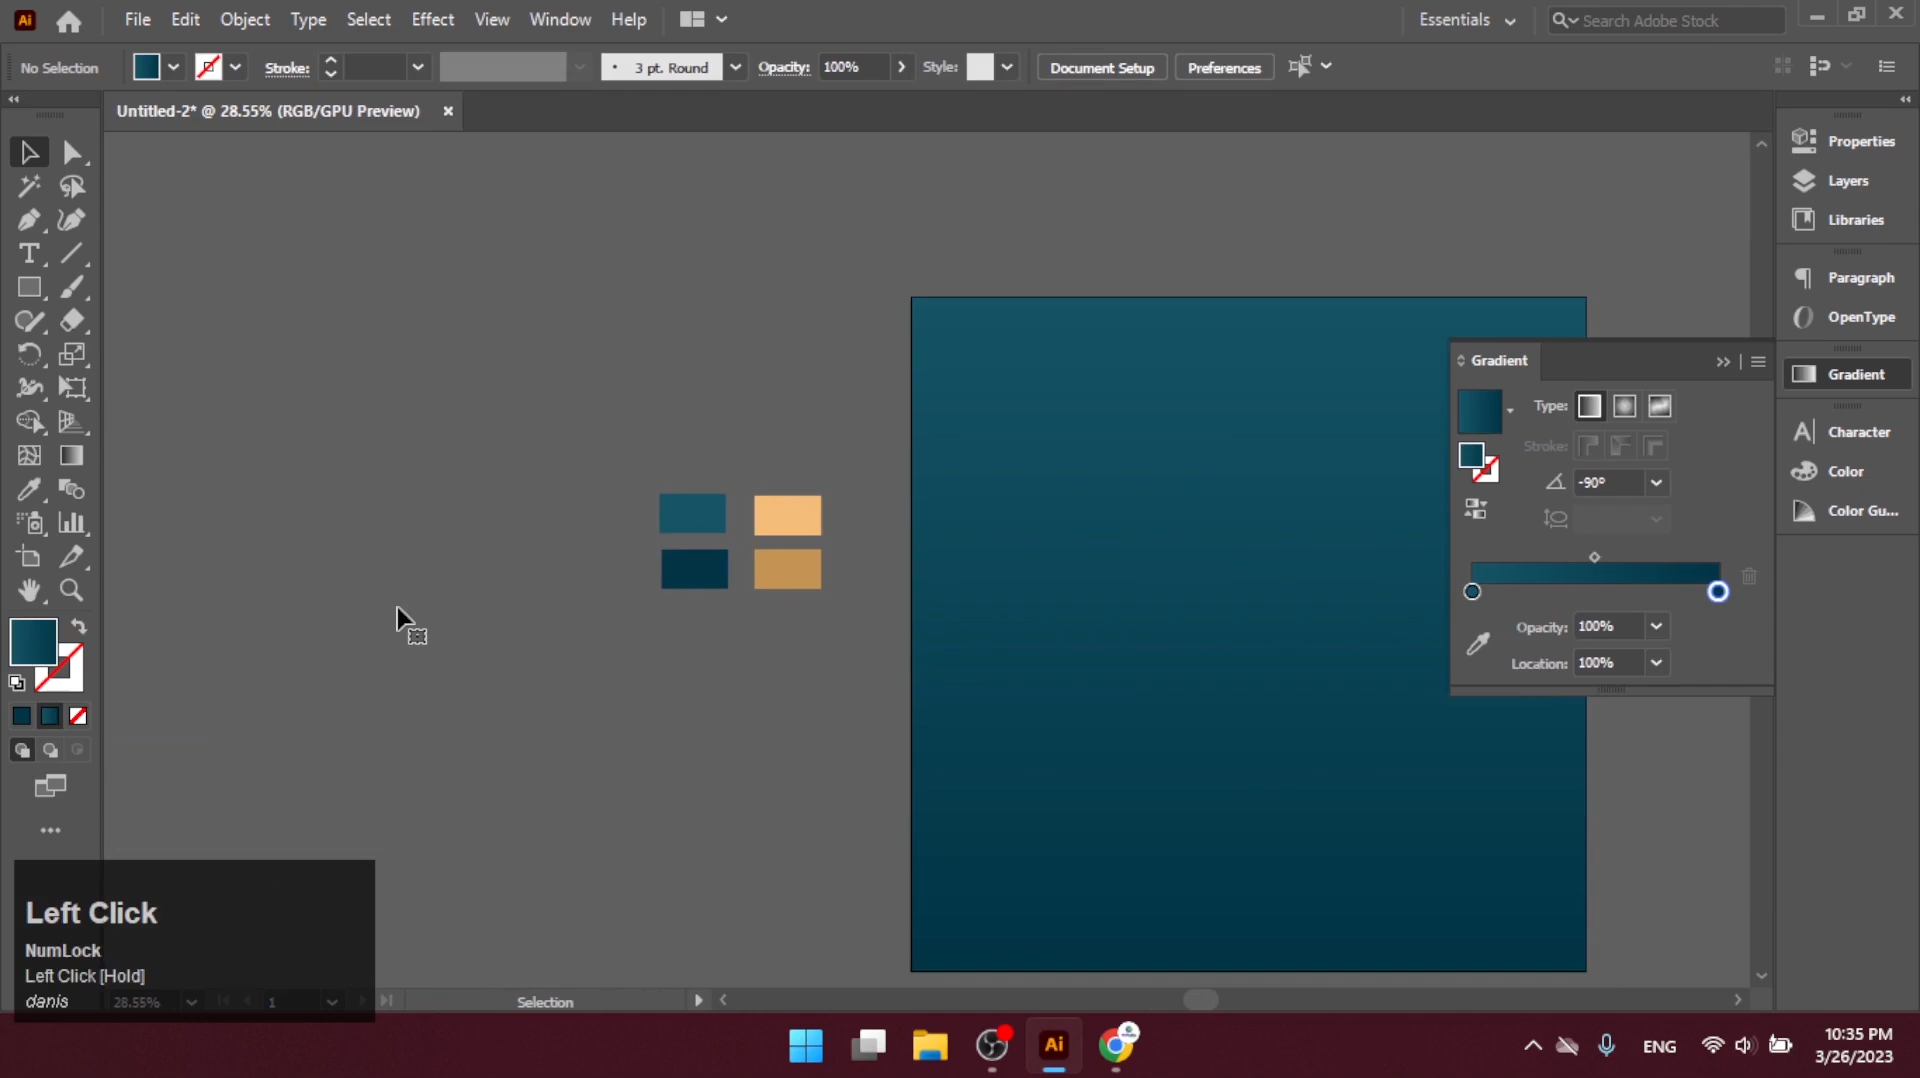 Ai File Edit Object Type Select Effect View Window Help Essentials Search Adobe Stock
No Selection Stroke: 3 pt. Round Opacity: 100% Style: Document Setup Preferences
Untitled-2* @ 28.55% (RGB/GPU Preview)
Properties
Layers
Libraries
Paragraph
OpenType
Gradient
Character
Color
Color Gu...
Gradient
Type:
Stroke:
-90°
Opacity: 100%
Location: 100%
Left Click
NumLock
Left Click [Hold]
danis
28.55% 1 Selection
Ai ENG 10:35 PM
3/26/2023